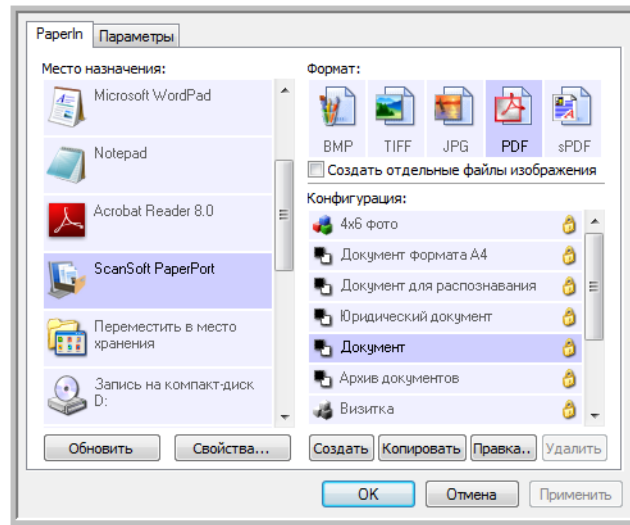 PaperIn
Параметры
Место назначения:
Microsoft WordPad
Notepad
Acrobat Reader 8.0
ScanSoft PaperPort
Переместить в место
хранения
Запись на компакт-диск
D:
Обновить
Свойства...
Формат:
BMP TIFF JPG PDF sPDF
Создать отдельные файлы изображения
Конфигурация:
4x6 фото
Документ формата A4
Документ для распознавания
Юридический документ
Документ
Архив документов
Визитка
Создать Копировать Правка.. Удалить
OK Отмена Применить